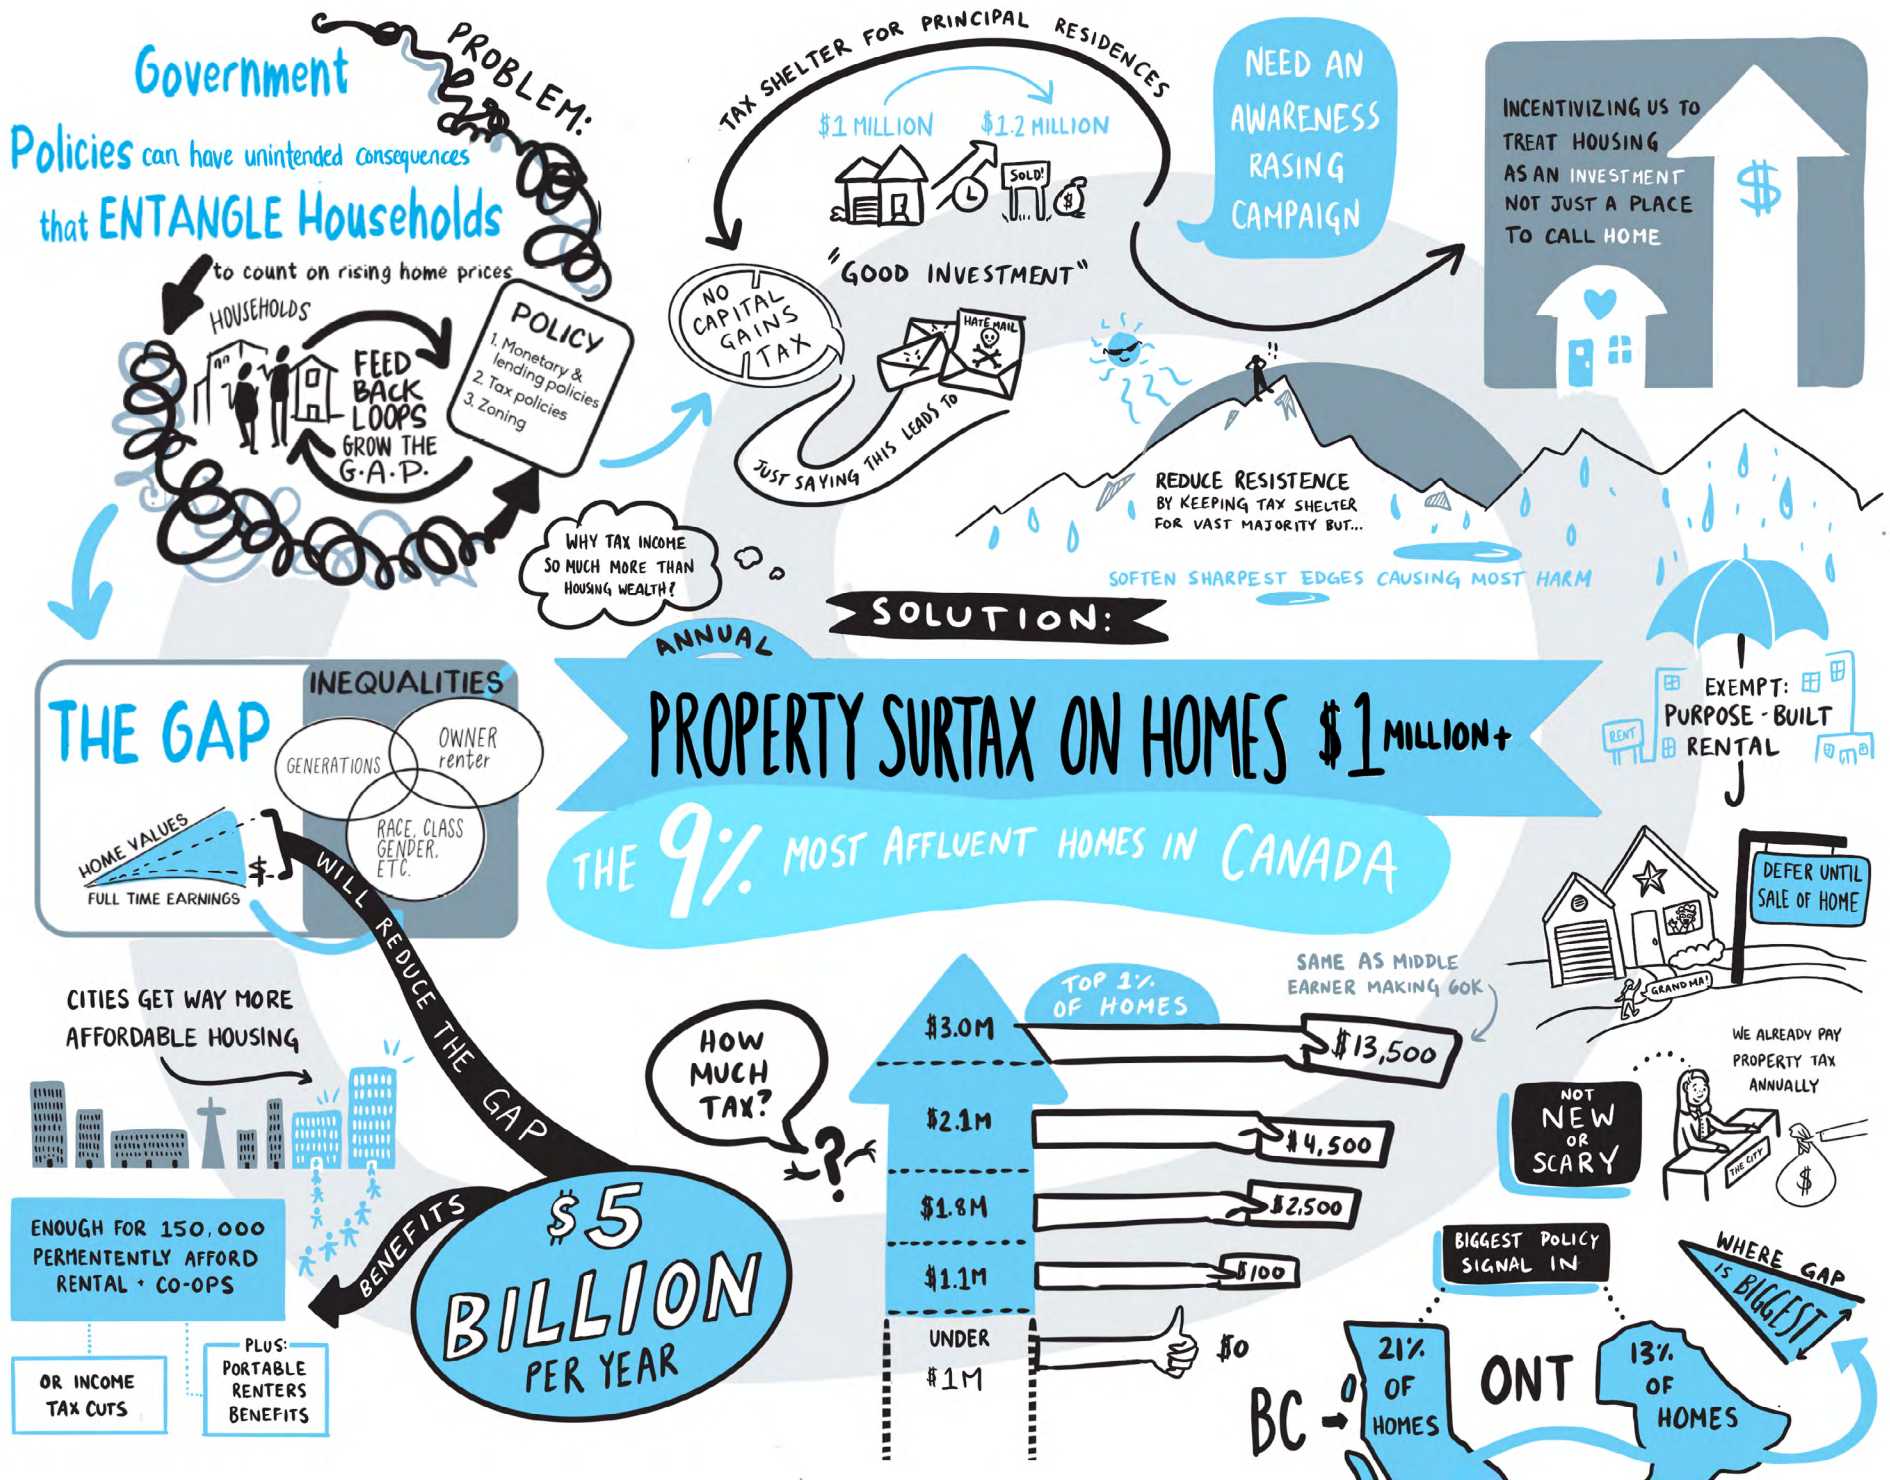 PROBLEM:
Government
Policies can have unintended consequences
that ENTANGLE Households
to count on rising home prices
HOUSEHOLDS
FEED
BACK
LOOPS
GROW THE
G.A.P.
POLICY
1. Monetary &
lending policies
2. Tax policies
3. Zoning
TAX SHELTER FOR PRINCIPAL RESIDENCES
$1 MILLION
$1.2 MILLION
SOLD!
$
"GOOD INVESTMENT"
NO
CAPITAL
GAINS
TAX
HATE MAIL
JUST SAYING THIS LEADS TO
NEED AN
AWARENESS
RASING
CAMPAIGN
INCENTIVIZING US TO
TREAT HOUSING
AS AN INVESTMENT
NOT JUST A PLACE
TO CALL HOME
$
!!
REDUCE RESISTENCE
BY KEEPING TAX SHELTER
FOR VAST MAJORITY BUT...
SOFTEN SHARPEST EDGES CAUSING MOST HARM
WHY TAX INCOME
SO MUCH MORE THAN
HOUSING WEALTH?
SOLUTION:
ANNUAL
PROPERTY SURTAX ON HOMES $1 MILLION+
THE 9% MOST AFFLUENT HOMES IN CANADA
EXEMPT:
PURPOSE-BUILT
RENTAL
RENT
THE GAP
INEQUALITIES
GENERATIONS
OWNER
renter
RACE, CLASS
GENDER,
ETC.
HOME VALUES
$
FULL TIME EARNINGS
WILL REDUCE THE GAP
CITIES GET WAY MORE
AFFORDABLE HOUSING
ENOUGH FOR 150,000
PERMENTENTLY AFFORD
RENTAL + CO-OPS
OR INCOME
TAX CUTS
PLUS:
PORTABLE
RENTERS
BENEFITS
BENEFITS
$5
BILLION
PER YEAR
HOW
MUCH
TAX?
?
TOP 1%
OF HOMES
SAME AS MIDDLE
EARNER MAKING 60K
$3.0M
$13,500
$2.1M
$4,500
$1.8M
$2,500
$1.1M
$100
UNDER
$1M
$0
DEFER UNTIL
SALE OF HOME
GRANDMA!
WE ALREADY PAY
PROPERTY TAX
ANNUALLY
NOT
NEW
OR
SCARY
THE CITY
$
BIGGEST POLICY
SIGNAL IN
WHERE GAP
IS BIGGEST
BC
21%
OF
HOMES
ONT
13%
OF
HOMES